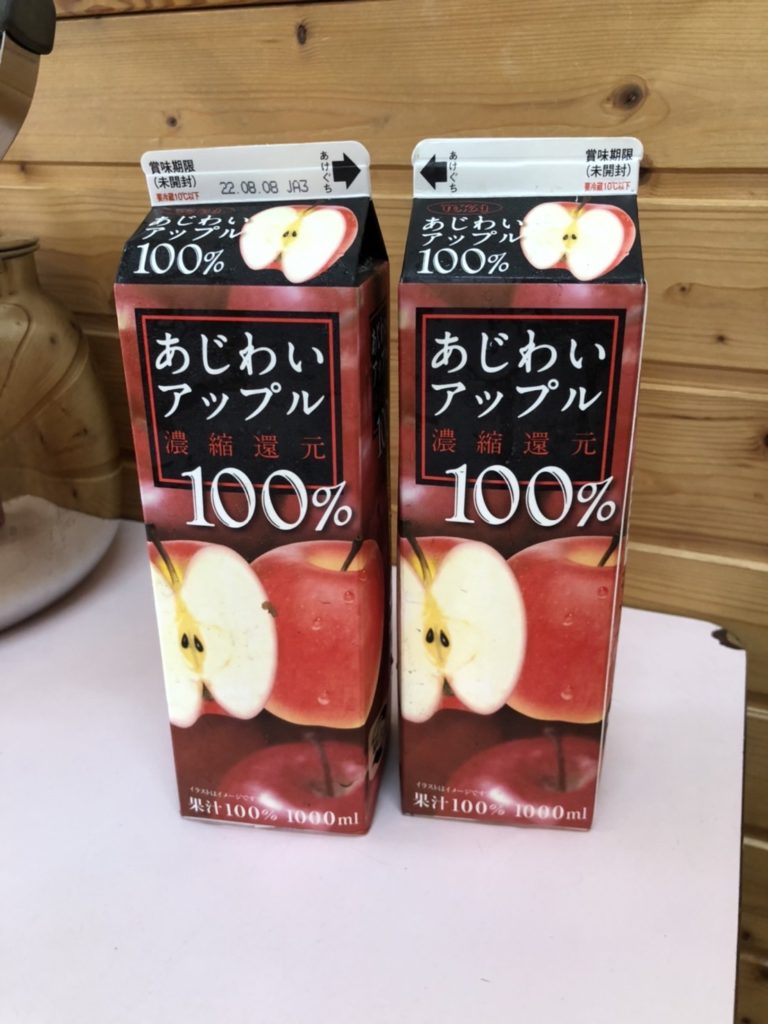 賞味期限
(未開封)
要冷蔵10℃以下
22.08.08 JA3
あけぐち
あじわい
アップル
100%
あじわい
アップル
濃縮還元
100%
イラストはイメージです
果汁100% 1000ml
あけぐち
賞味期限
(未開封)
要冷蔵10℃以下
あじわい
アップル
100%
あじわい
アップル
濃縮還元
100%
イラストはイメージです
果汁100% 1000ml